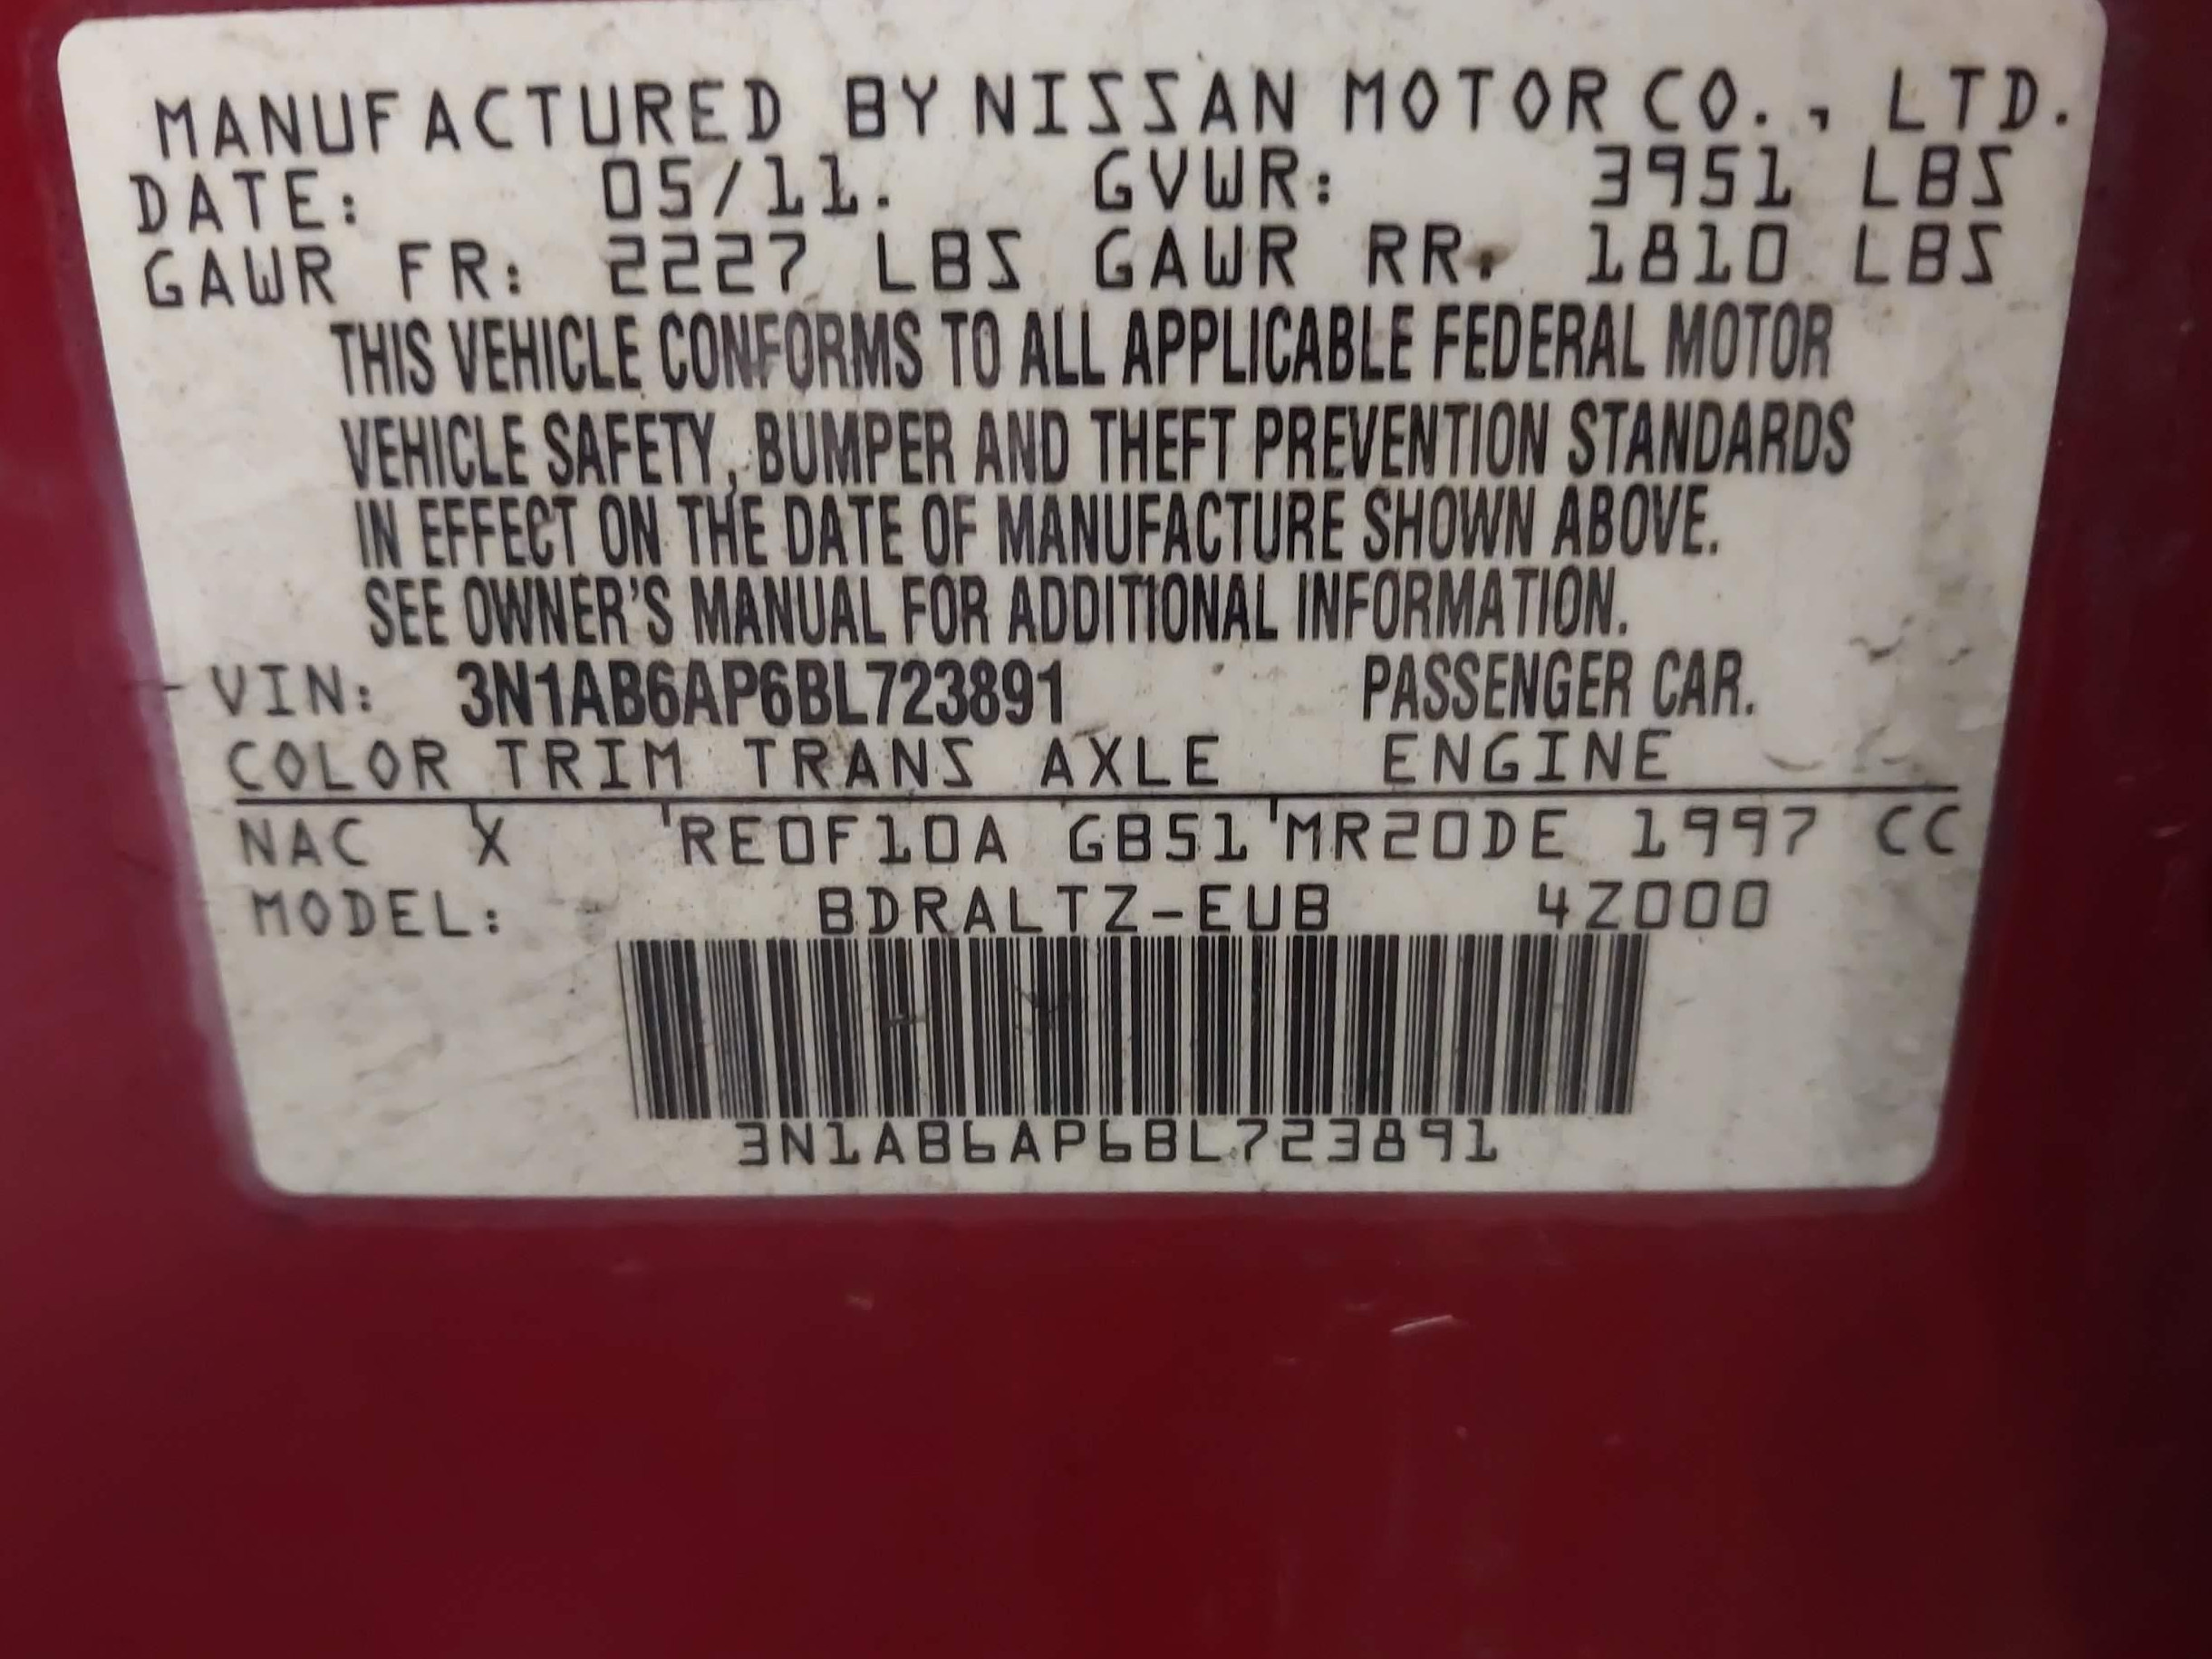 MANUFACTURED BY NISSAN MOTOR CO., LTD.
DATE: 05/11. GVWR: 3951 LBS
GAWR FR: 2227 LBS GAWR RR. 1810 LBS
THIS VEHICLE CONFORMS TO ALL APPLICABLE FEDERAL MOTOR
VEHICLE SAFETY, BUMPER AND THEFT PREVENTION STANDARDS
IN EFFECT ON THE DATE OF MANUFACTURE SHOWN ABOVE.
SEE OWNER'S MANUAL FOR ADDITIONAL INFORMATION.
VIN: 3N1AB6AP6BL723891 PASSENGER CAR.
COLOR TRIM TRANS AXLE ENGINE
NAC X RE0F10A GB51 MR20DE 1997 CC
MODEL: BDRALTZ-EUB 4Z000
3N1AB6AP6BL723891